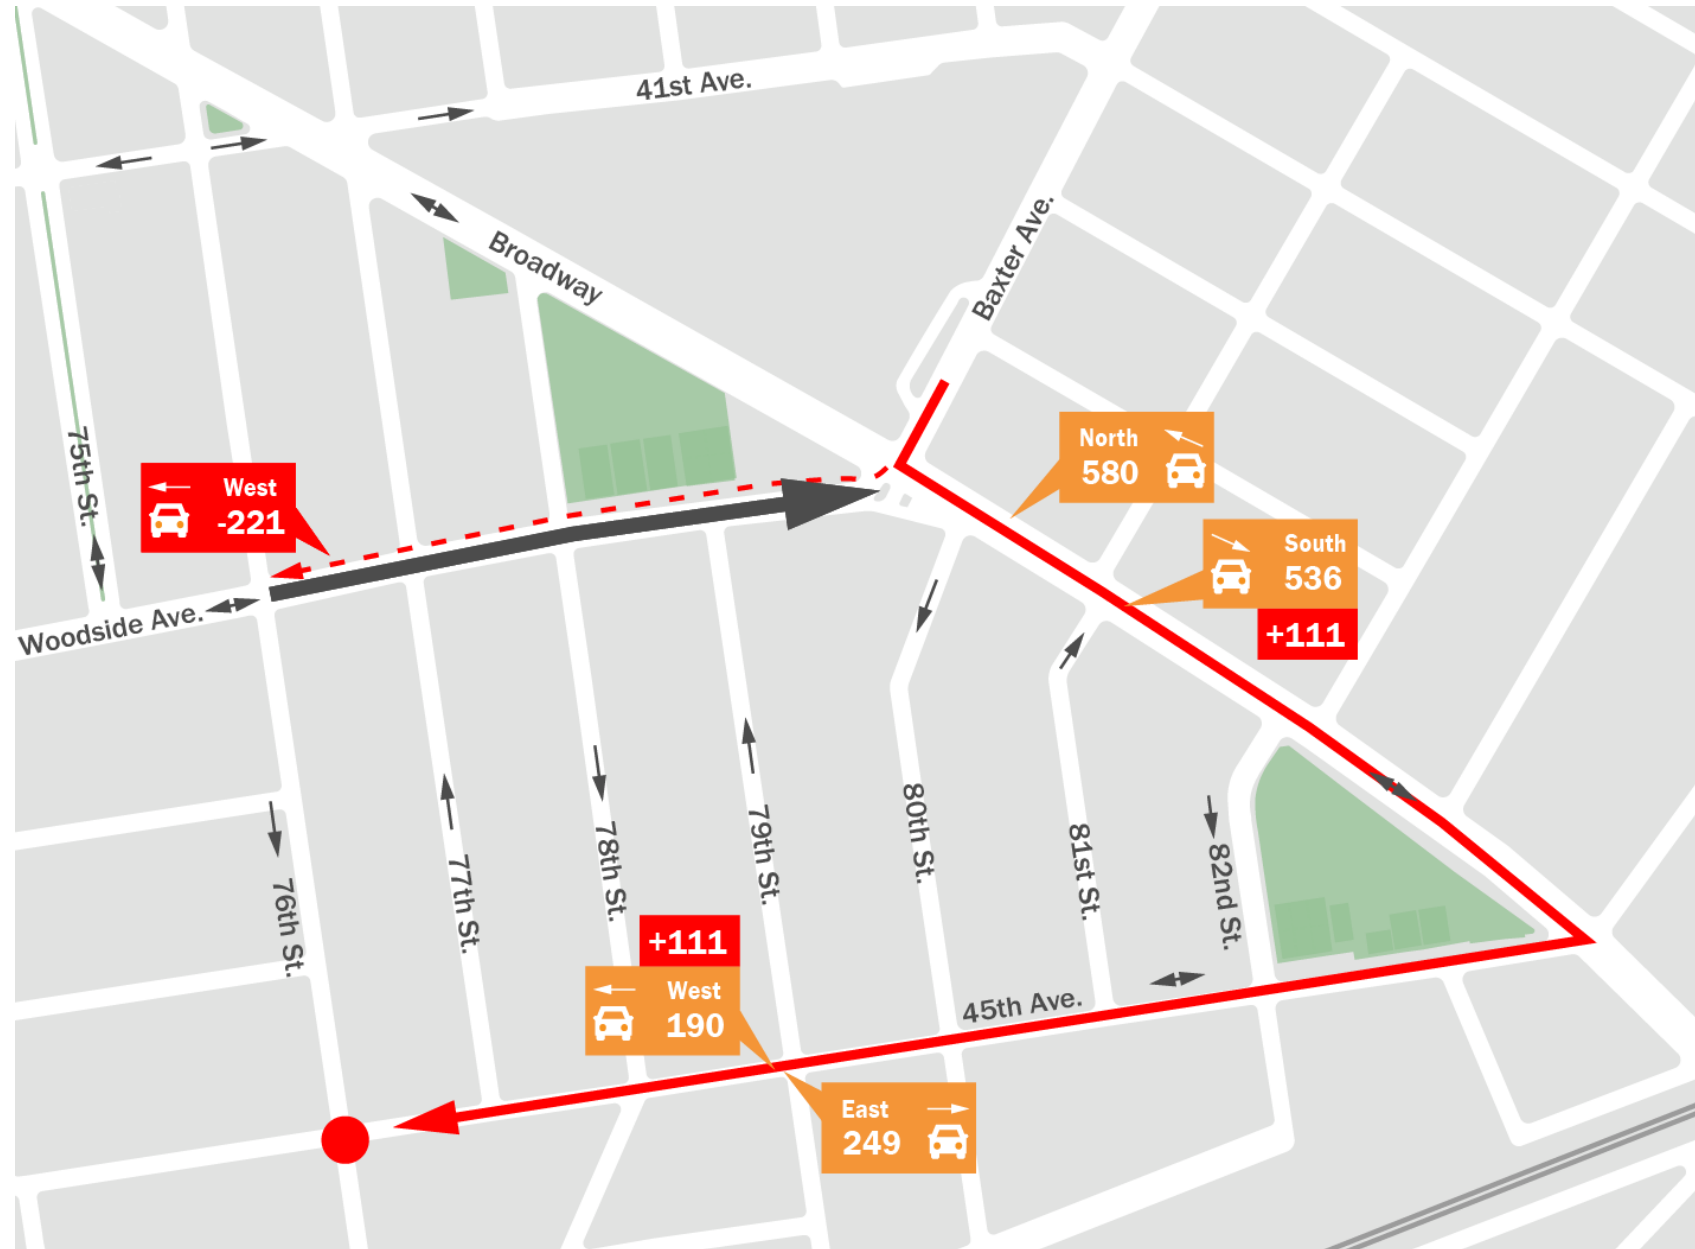 41st Ave.
Baxter Ave.
Broadway
North
580
75th St.
West
-221
South
536
+111
Woodside Ave.
76th St.
77th St.
78th St.
79th St.
80th St.
81st St.
82nd St.
+111
West
190
45th Ave.
East
249